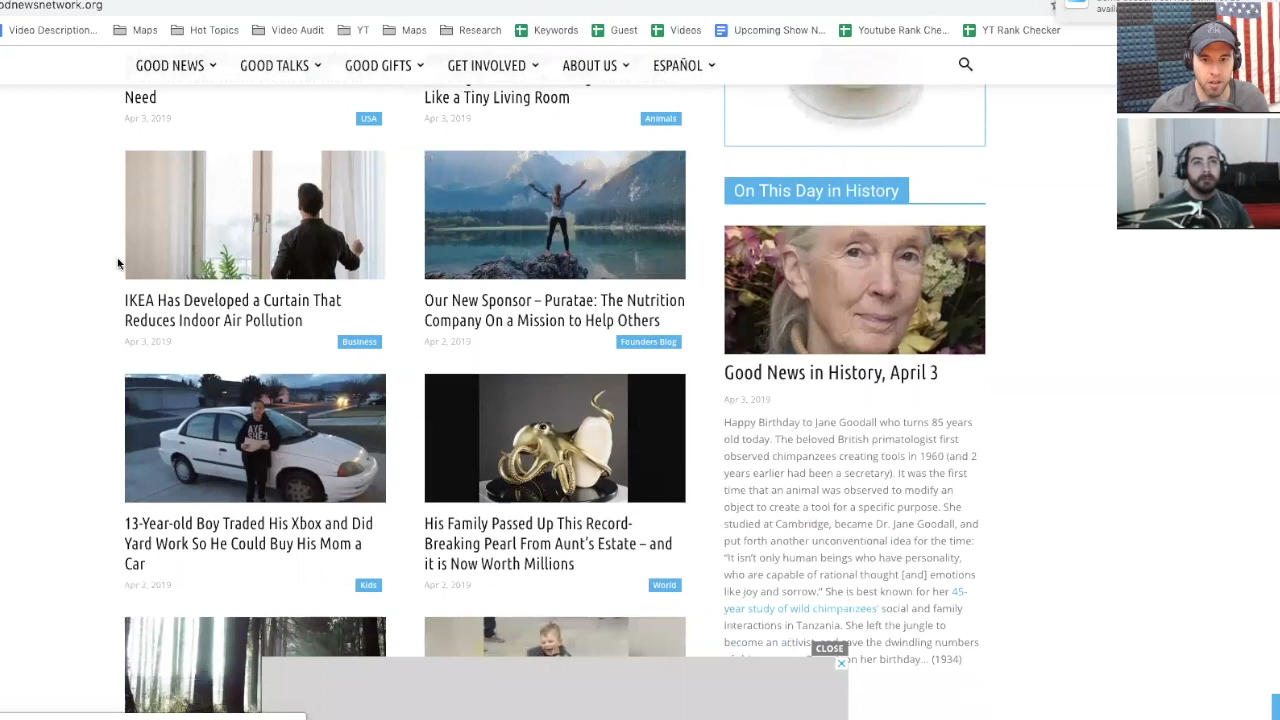 odnewsnetwork.org
Video Description...
Maps
Hot Topics
Video Audit
YT
Maps
Research
Keywords
Guest
Videos
Upcoming Show N...
Youtube Rank Che...
YT Rank Checker
GOOD NEWS
GOOD TALKS
GOOD GIFTS
GET INVOLVED
ABOUT US
ESPAÑOL
Need
Apr 3, 2019
USA
Like a Tiny Living Room
Apr 3, 2019
Animals
IKEA Has Developed a Curtain That
Reduces Indoor Air Pollution
Apr 3, 2019
Business
Our New Sponsor – Puratae: The Nutrition
Company On a Mission to Help Others
Apr 2, 2019
Founders Blog
13-Year-old Boy Traded His Xbox and Did
Yard Work So He Could Buy His Mom a
Car
Apr 2, 2019
Kids
His Family Passed Up This Record-
Breaking Pearl From Aunt's Estate – and
it is Now Worth Millions
Apr 2, 2019
World
On This Day in History
Good News in History, April 3
Apr 3, 2019
Happy Birthday to Jane Goodall who turns 85 years
old today. The beloved British primatologist first
observed chimpanzees creating tools in 1960 (and 2
years earlier had been a secretary). It was the first
time that an animal was observed to modify an
object to create a tool for a specific purpose. She
studied at Cambridge, became Dr. Jane Goodall, and
put forth another unconventional idea for the time:
“It isn't only human beings who have personality,
who are capable of rational thought [and] emotions
like joy and sorrow.” She is best known for her 45-
year study of wild chimpanzees' social and family
interactions in Tanzania. She left the jungle to
become an the dwindling numbers
on her birthday... (1934)
CLOSE